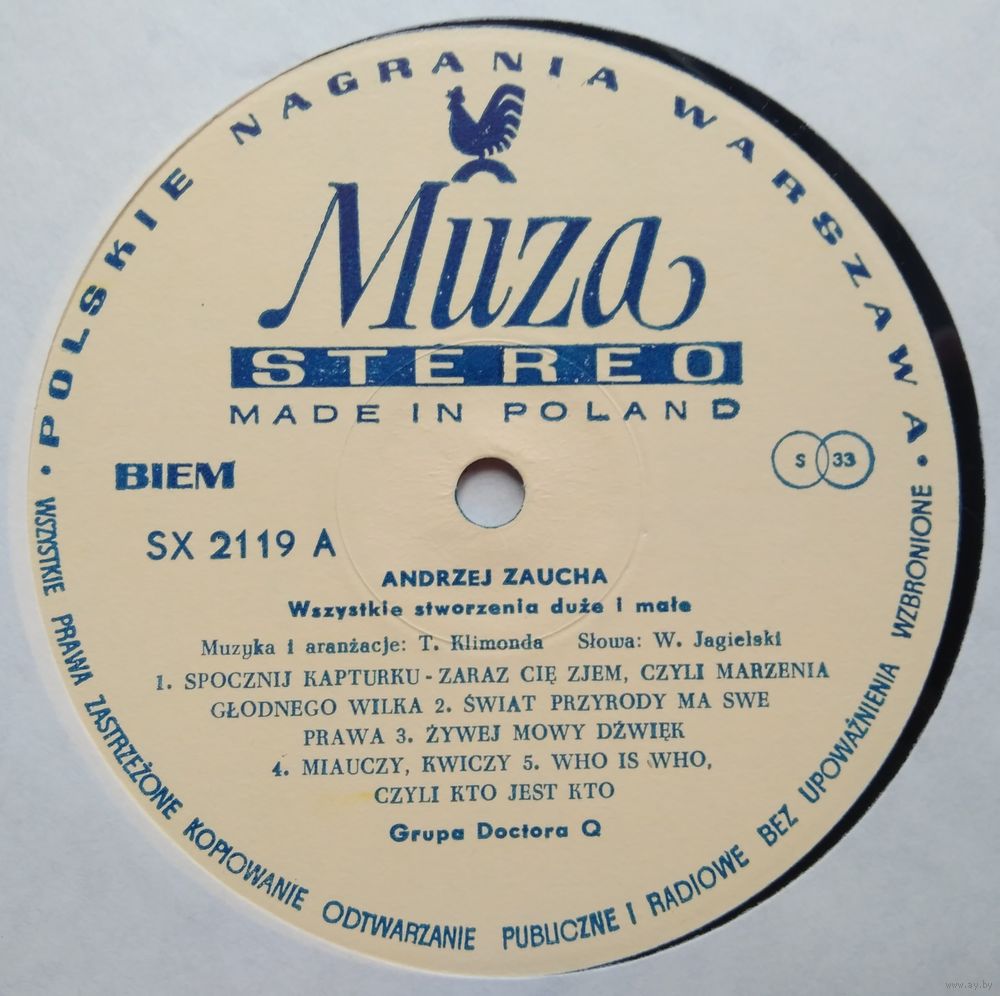 POLSKIE NAGRANIA WARSZAWA
Muza
STEREO
MADE IN POLAND
BIEM
S 33
SX 2119 A
ANDRZEJ ZAUCHA
Wszystkie stworzenia duże i małe
Muzyka i aranżacje: T. Klimonda Słowa: W. Jagielski
1. SPOCZNIJ KAPTURKU - ZARAZ CIĘ ZJEM, CZYLI MARZENIA
GŁODNEGO WILKA 2. ŚWIAT PRZYRODY MA SWE
PRAWA 3. ŻYWEJ MOWY DŹWIĘK
4. MIAUCZY, KWICZY 5. WHO IS WHO,
CZYLI KTO JEST KTO
Grupa Doctora Q
• WSZYSTKIE PRAWA ZASTRZEŻONE KOPIOWANIE ODTWARZANIE PUBLICZNE I RADIOWE BEZ UPOWAŻNIENIA WZBRONIONE •
www.ay.by